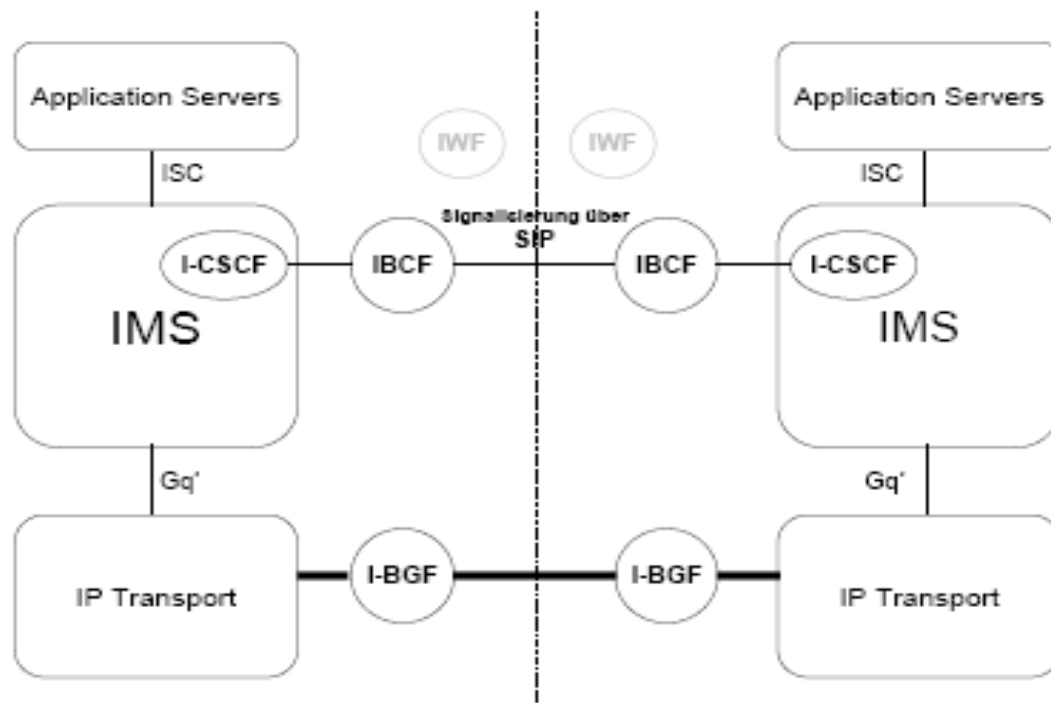 Application Servers
Application Servers
IWF
IWF
ISC
ISC
Signalisierung über
SIP
I-CSCF
IBCF
IBCF
I-CSCF
IMS
IMS
Gq'
Gq'
IP Transport
I-BGF
I-BGF
IP Transport